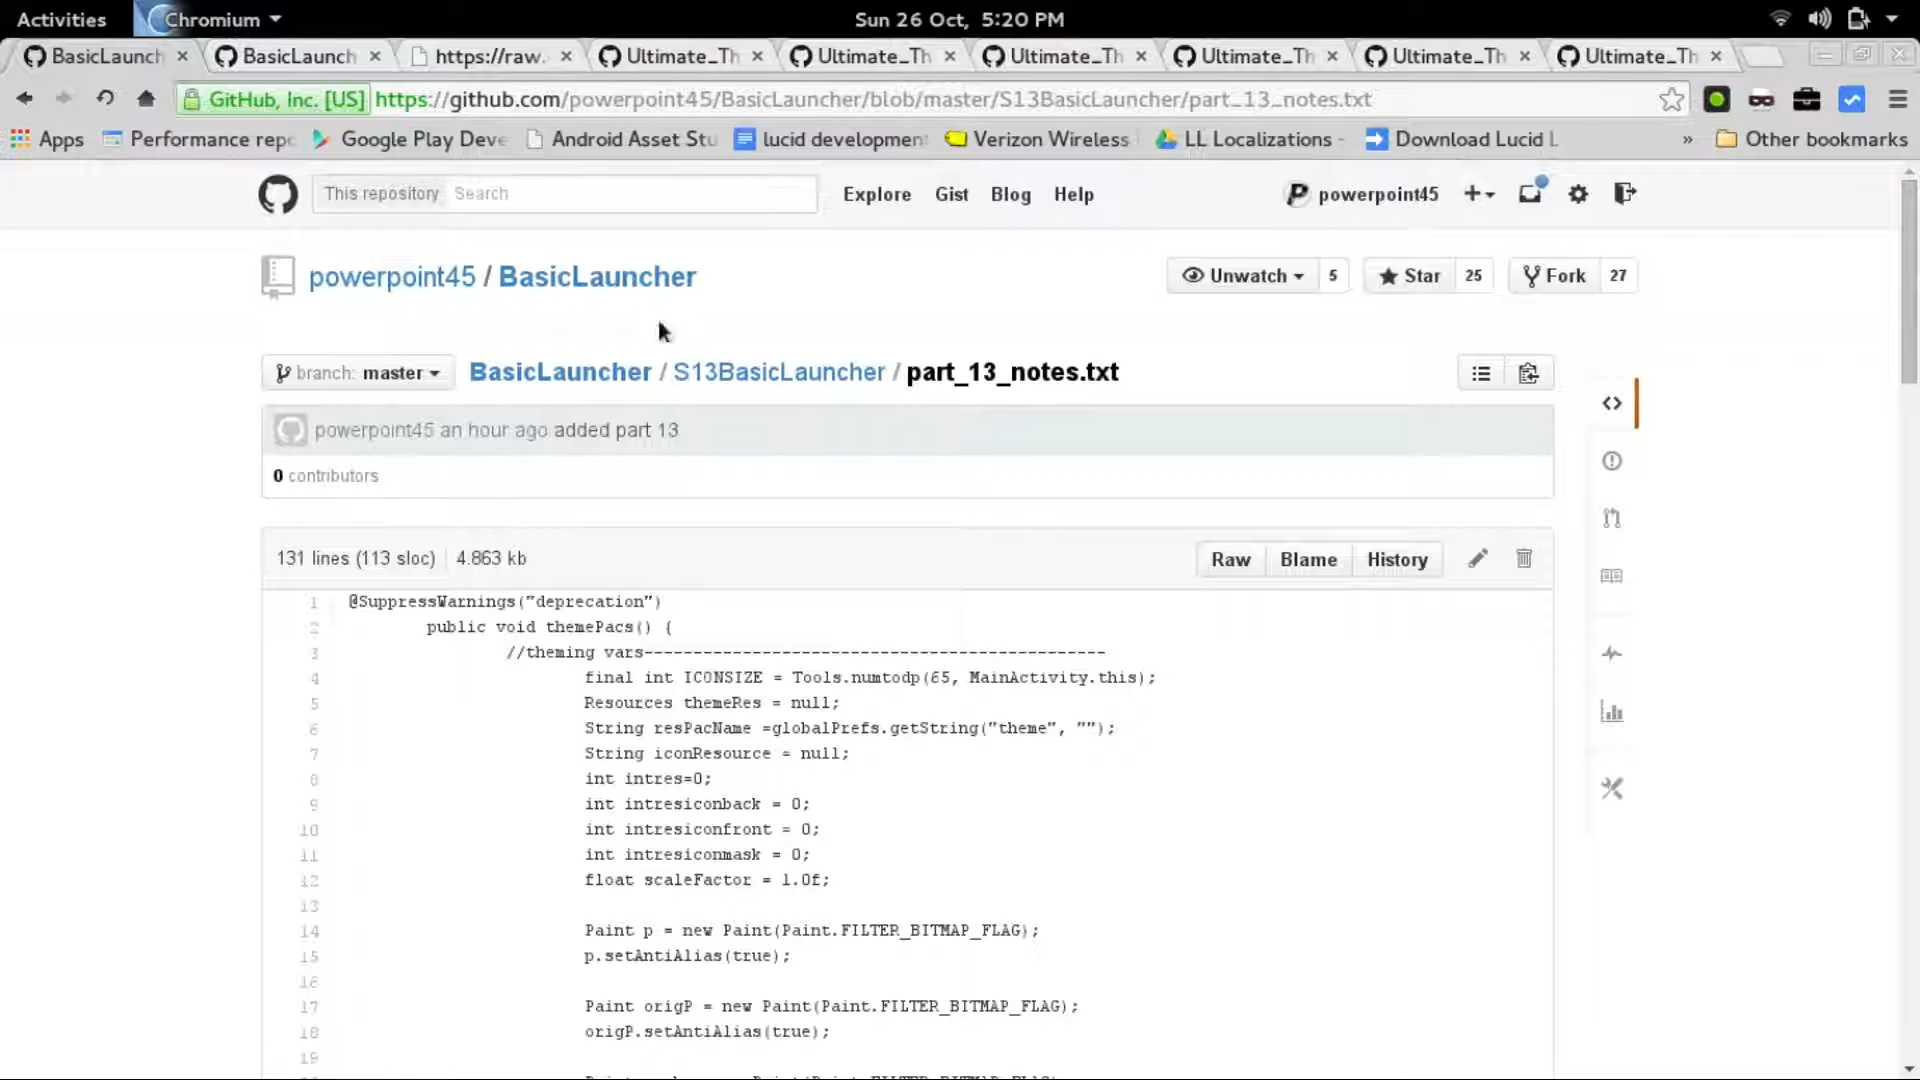 Activities Chromium Sun 26 Oct, 5:20 PM
BasicLaunch BasicLaunch https://raw. Ultimate_Th Ultimate_Th Ultimate_Th Ultimate_Th Ultimate_Th Ultimate_Th
GitHub, Inc. [US] https://github.com/powerpoint45/BasicLauncher/blob/master/S13BasicLauncher/part_13_notes.txt
Apps Performance repo Google Play Deve Android Asset Stu lucid development Verizon Wireless LL Localizations - Download Lucid L » Other bookmarks
This repository Search Explore Gist Blog Help powerpoint45
powerpoint45 / BasicLauncher Unwatch 5 Star 25 Fork 27
branch: master BasicLauncher / S13BasicLauncher / part_13_notes.txt
powerpoint45 an hour ago added part 13
0 contributors
131 lines (113 sloc) 4.863 kb Raw Blame History
1 @SuppressWarnings("deprecation")
2 public void themePacs() {
3 //theming vars-----------------------------------------------
4 final int ICONSIZE = Tools.numtodp(65, MainActivity.this);
5 Resources themeRes = null;
6 String resPacName =globalPrefs.getString("theme", "");
7 String iconResource = null;
8 int intres=0;
9 int intresiconback = 0;
10 int intresiconfront = 0;
11 int intresiconmask = 0;
12 float scaleFactor = 1.0f;
13
14 Paint p = new Paint(Paint.FILTER_BITMAP_FLAG);
15 p.setAntiAlias(true);
16
17 Paint origP = new Paint(Paint.FILTER_BITMAP_FLAG);
18 origP.setAntiAlias(true);
19